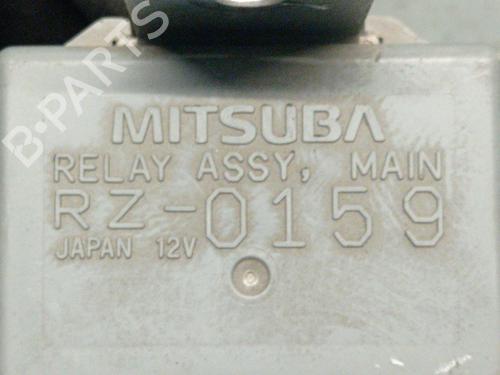 B-PARTS
MITSUBA
RELAY ASSY, MAIN
RZ-0159
JAPAN 12V